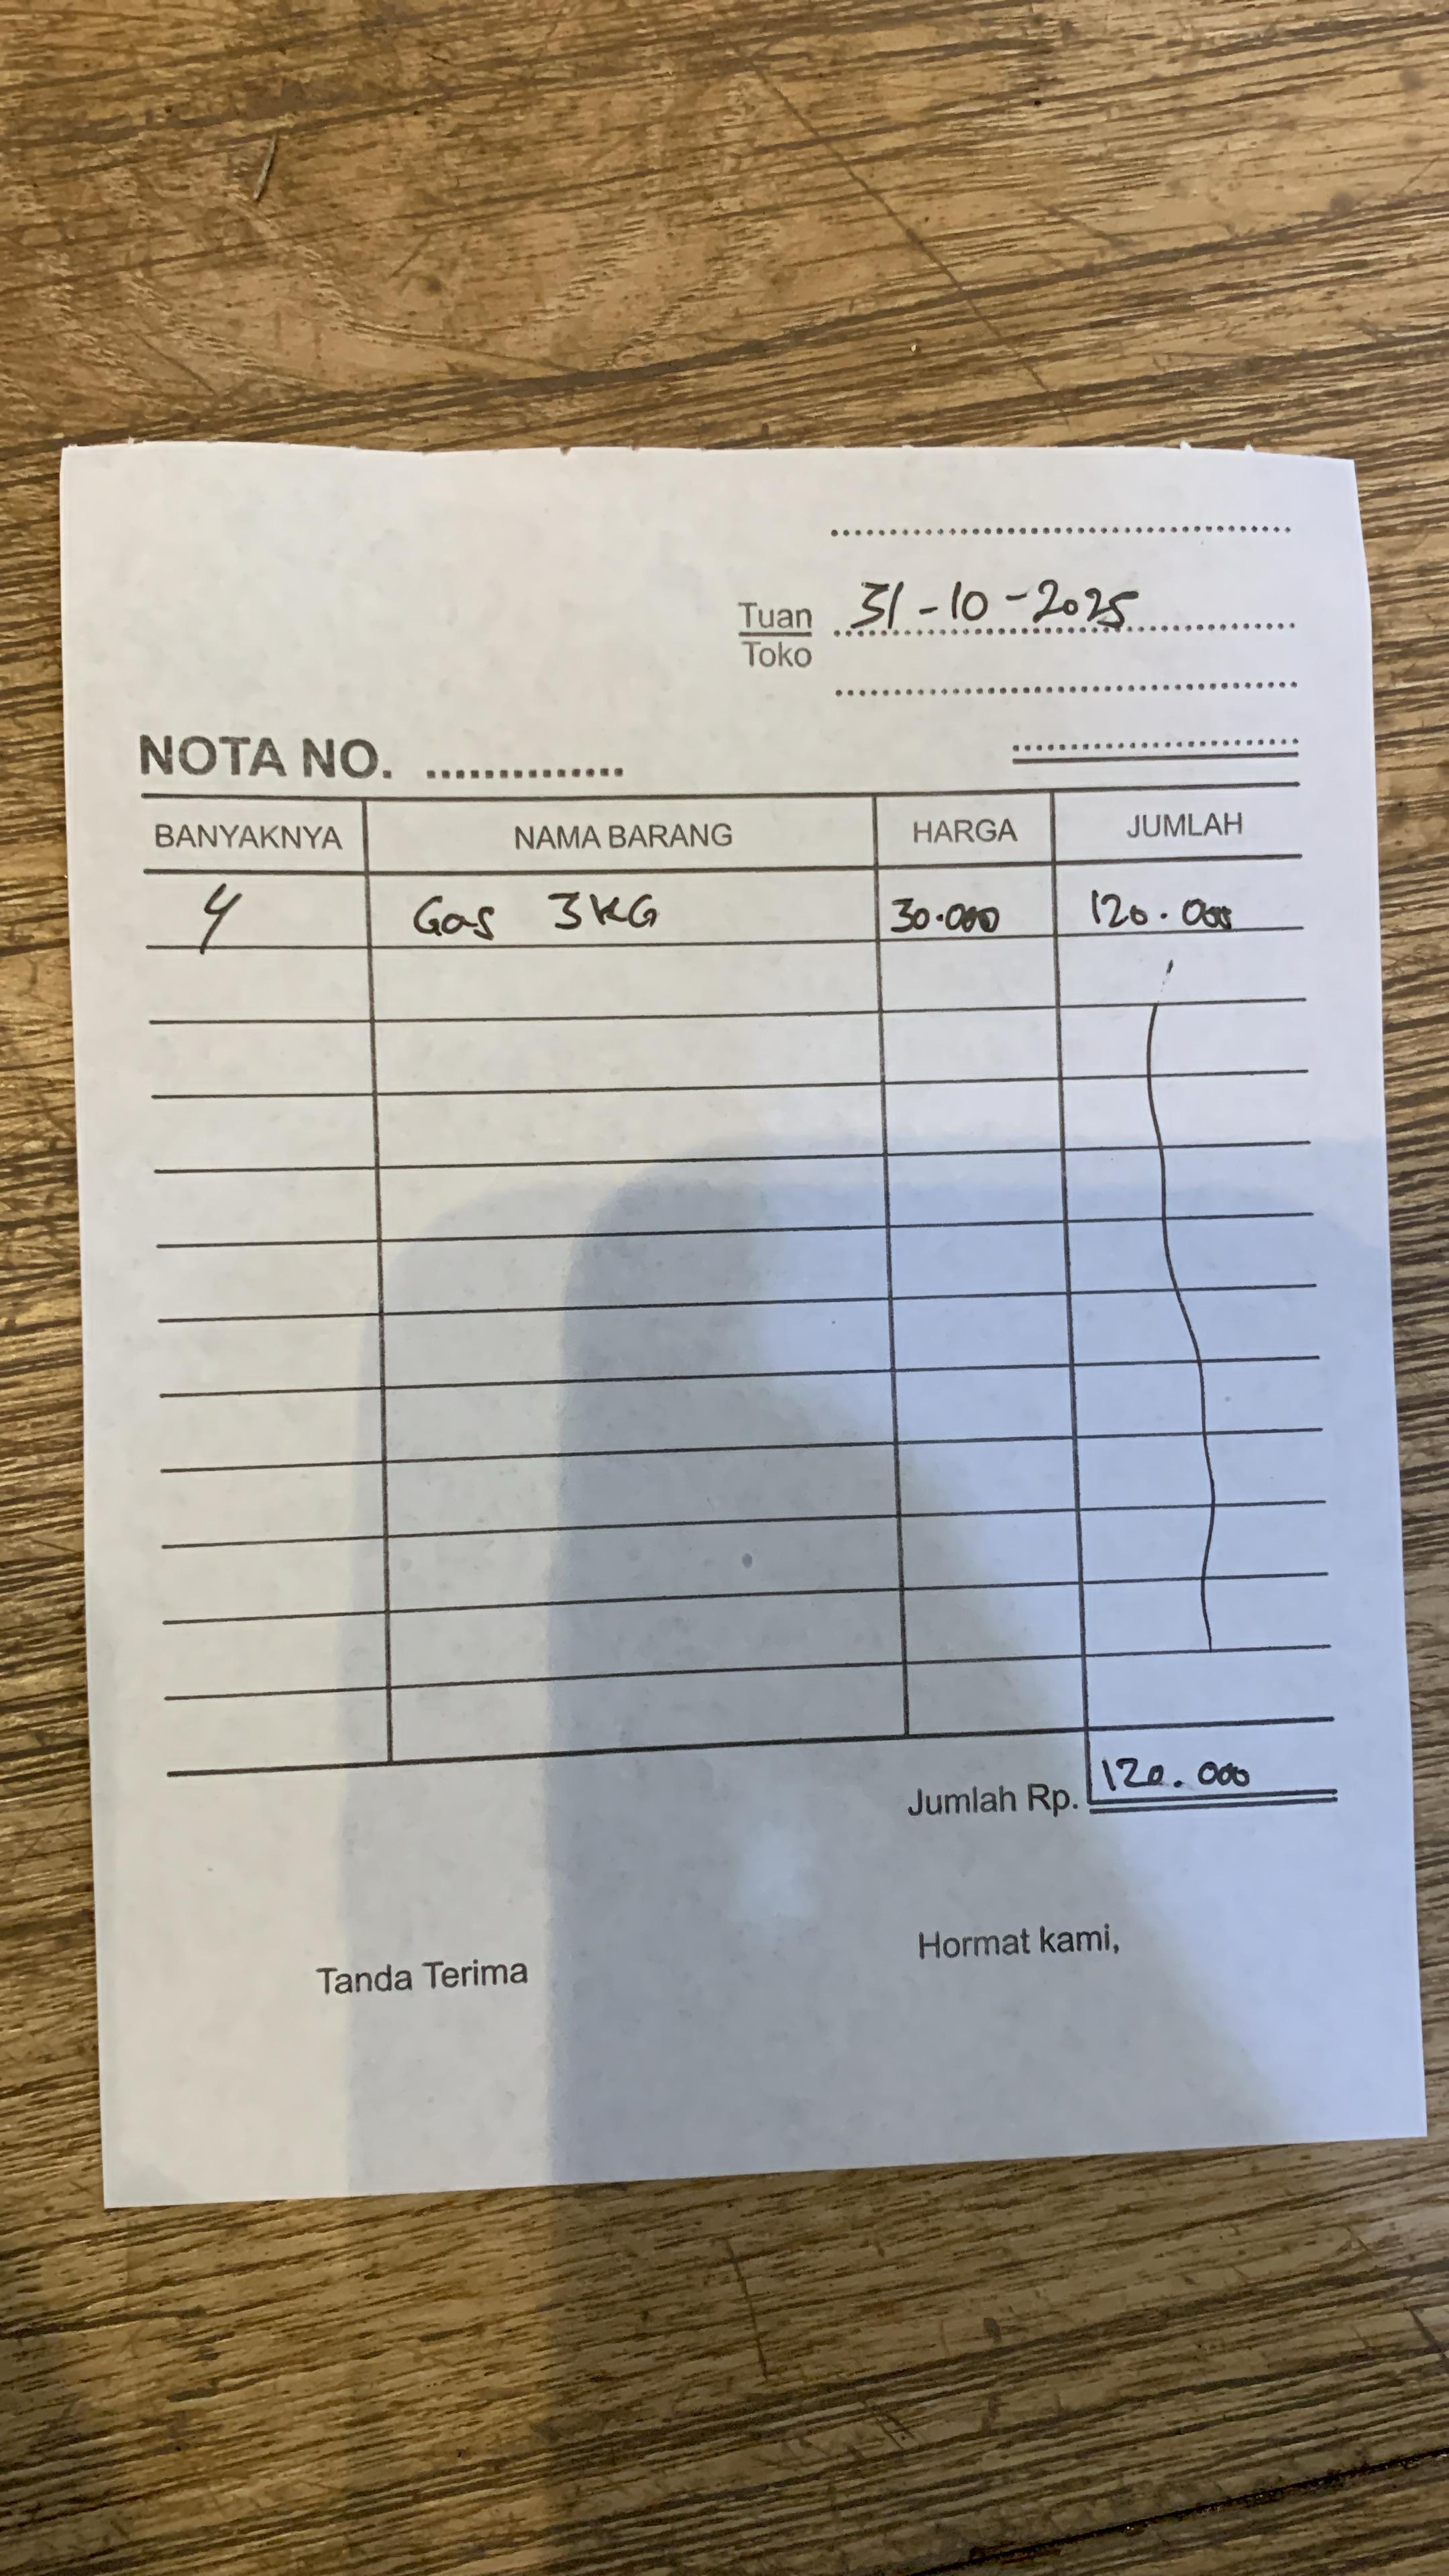 31-10-2025
Tuan
Toko
NOTA NO.
BANYAKNYA NAMA BARANG HARGA JUMLAH
4 Gas 3KG 30.000 120.000
Jumlah Rp. 120.000
Tanda Terima Hormat kami,